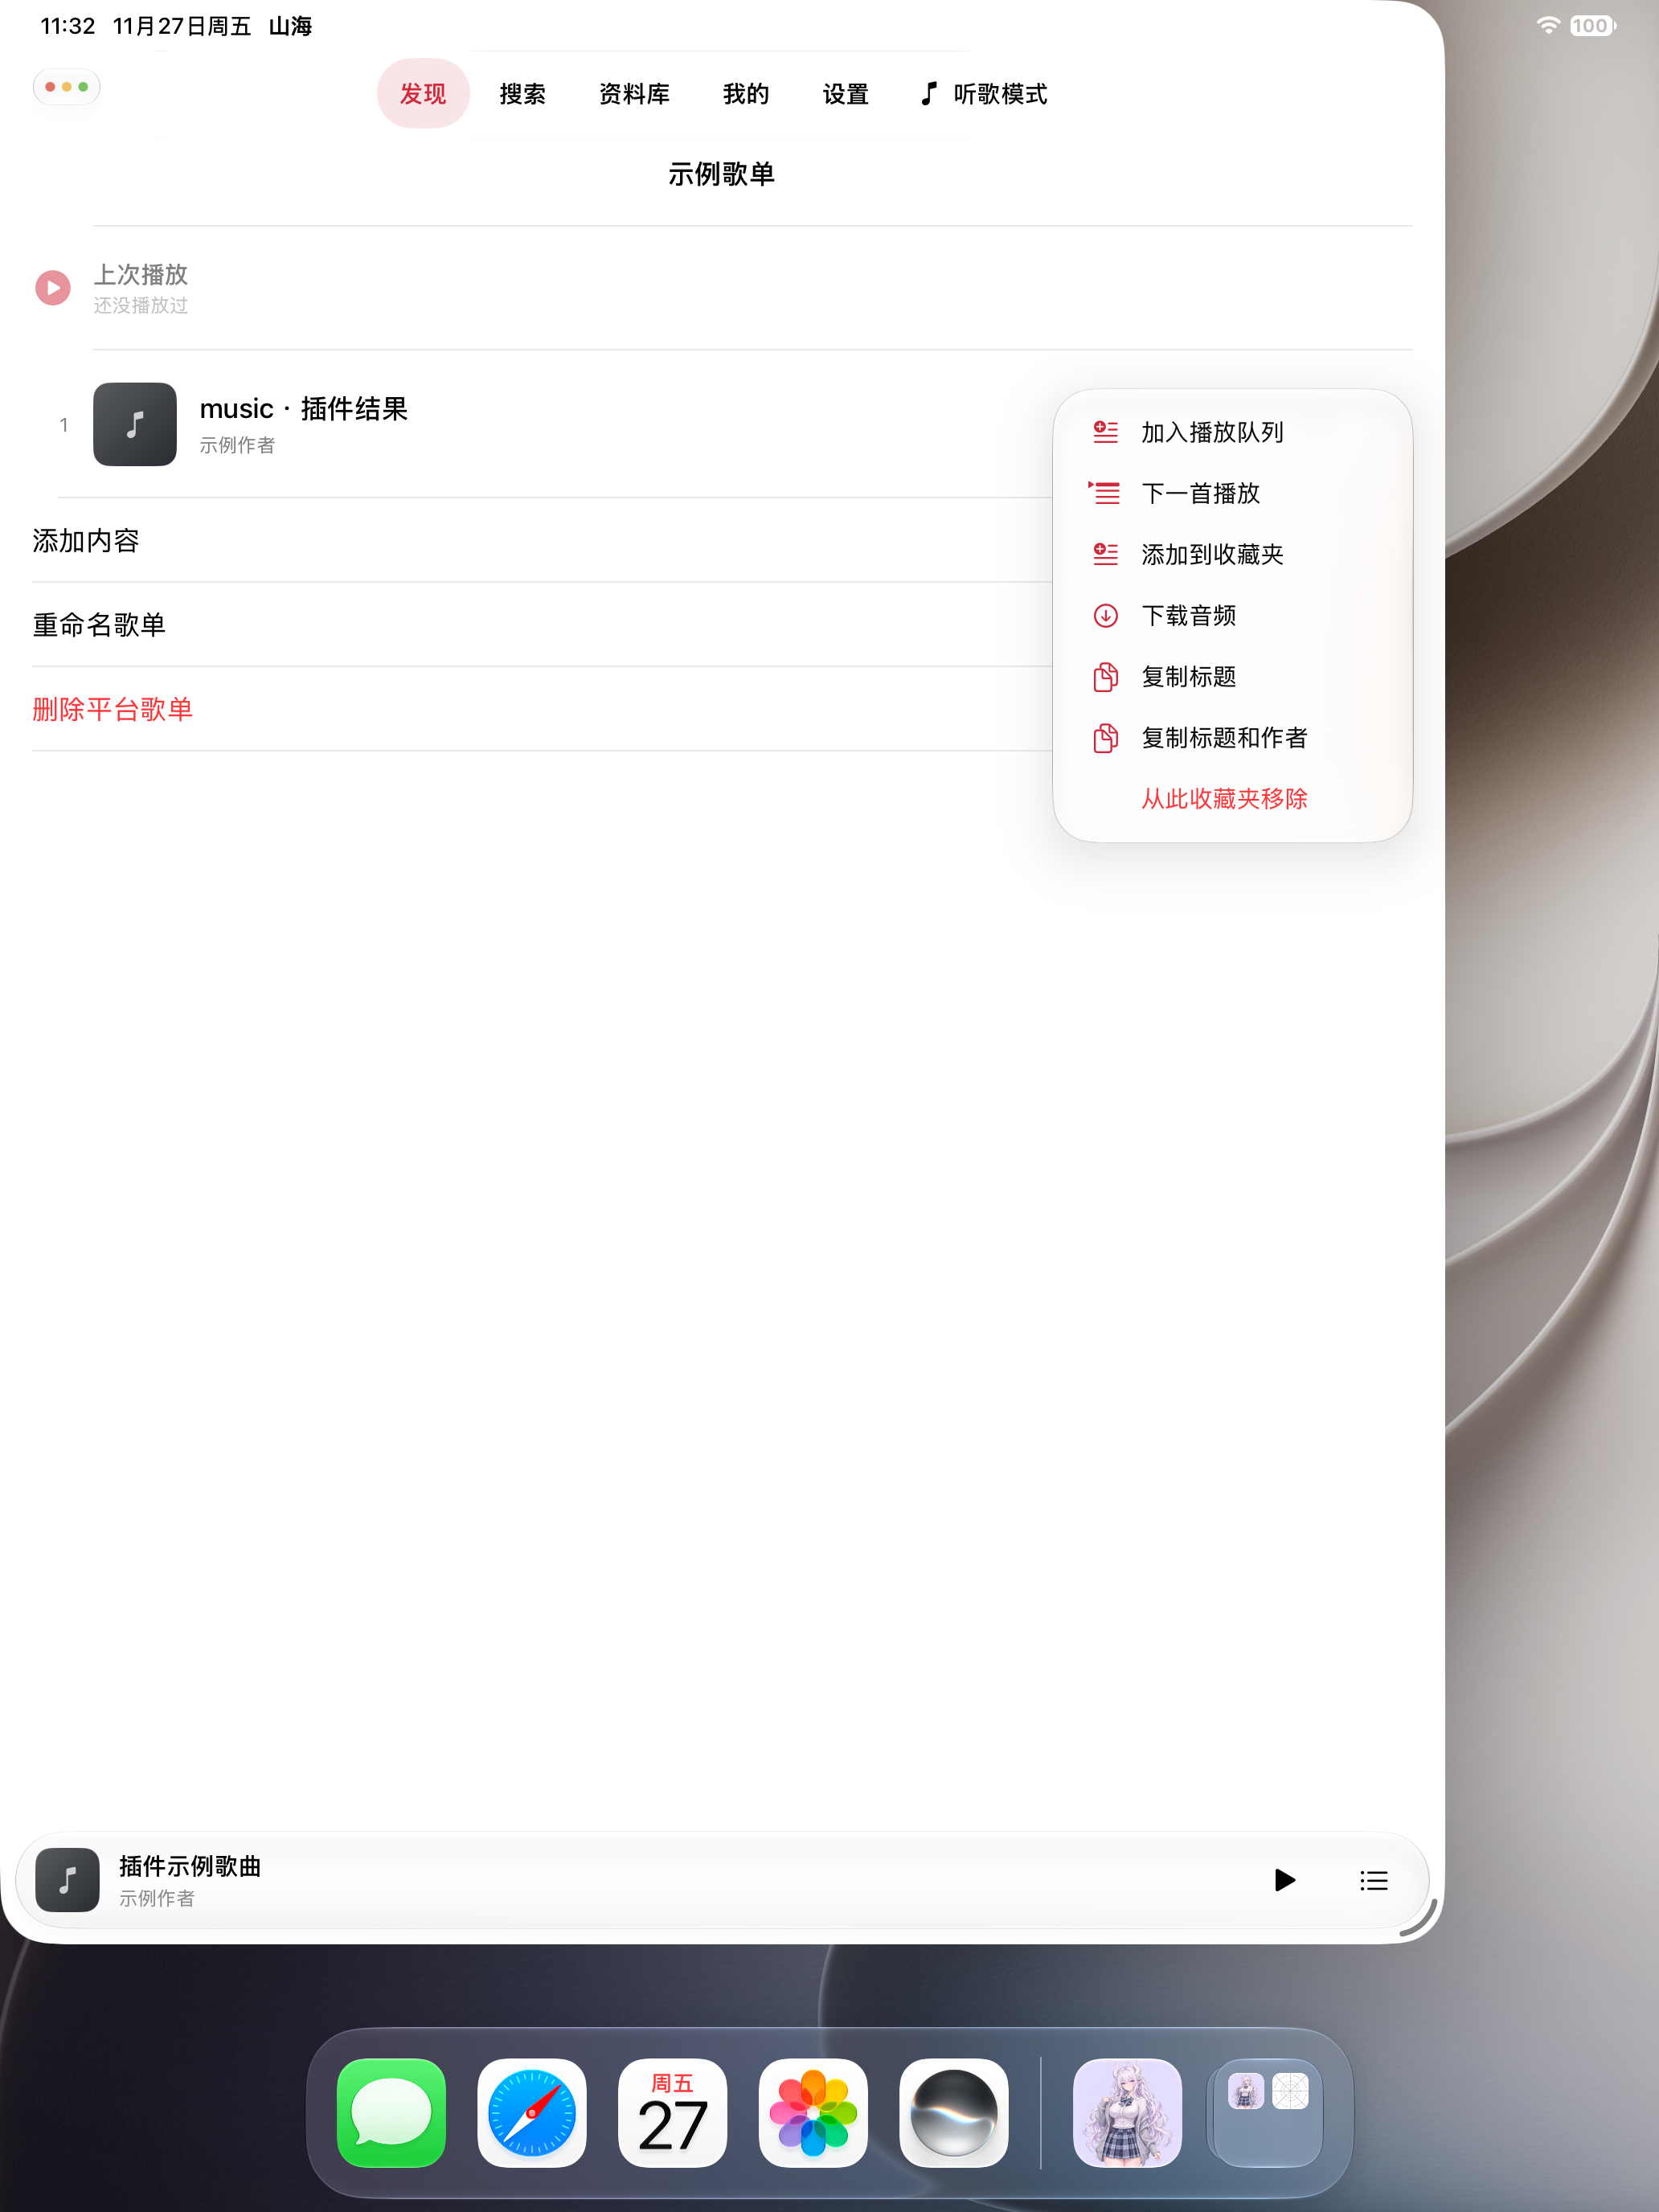 11:32 11月27日周五 山海
100
发现 搜索 资料库 我的 设置 听歌模式
示例歌单
上次播放
还没播放过
1
music · 插件结果
示例作者
加入播放队列
下一首播放
添加到收藏夹
下载音频
复制标题
复制标题和作者
从此收藏夹移除
添加内容
重命名歌单
删除平台歌单
插件示例歌曲
示例作者
周五
27